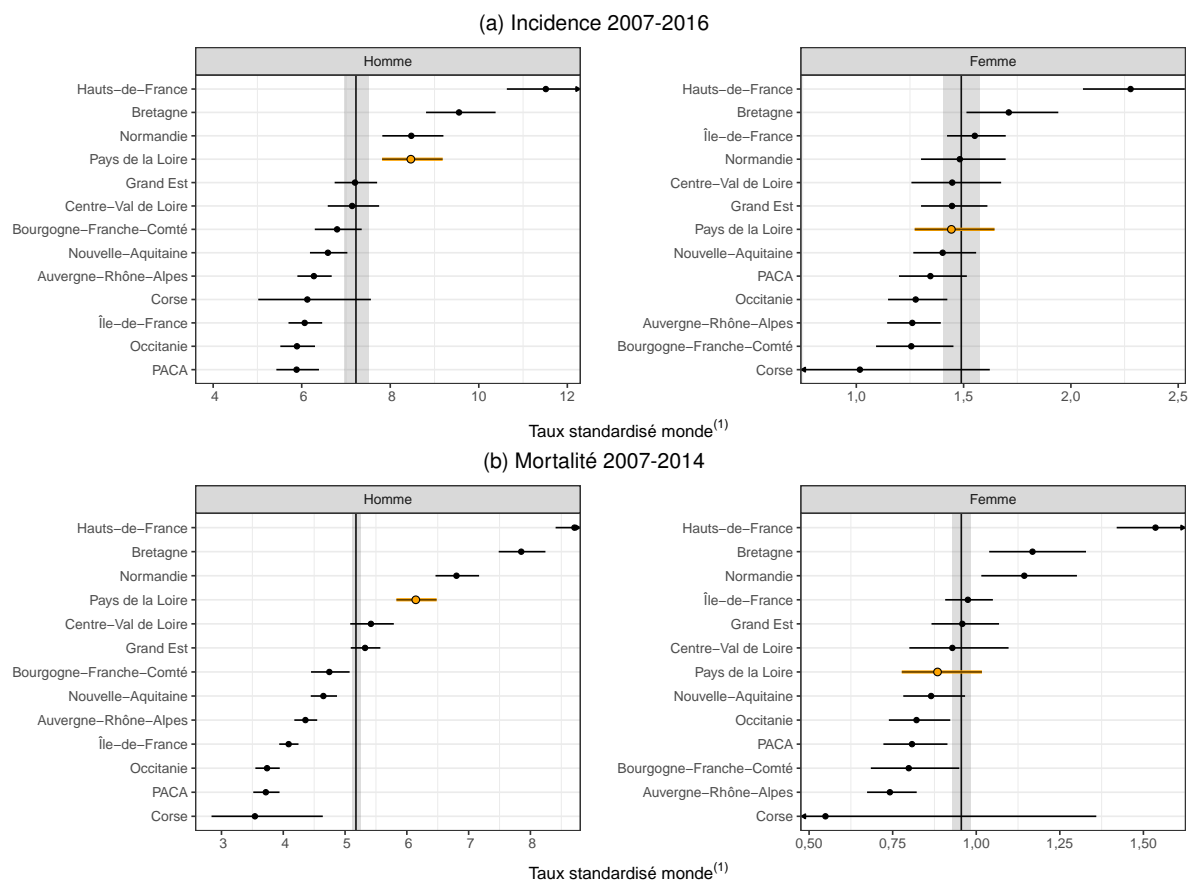 (a) Incidence 2007-2016
Homme
Hauts−de−France
Bretagne
Normandie
Pays de la Loire
Grand Est
Centre−Val de Loire
Bourgogne−Franche−Comté
Nouvelle−Aquitaine
Auvergne−Rhône−Alpes
Corse
Île−de−France
Occitanie
PACA
4 6 8 10 12
Femme
Hauts−de−France
Bretagne
Île−de−France
Normandie
Centre−Val de Loire
Grand Est
Pays de la Loire
Nouvelle−Aquitaine
PACA
Occitanie
Auvergne−Rhône−Alpes
Bourgogne−Franche−Comté
Corse
1,0 1,5 2,0 2,5
Taux standardisé monde(1)
(b) Mortalité 2007-2014
Homme
Hauts−de−France
Bretagne
Normandie
Pays de la Loire
Centre−Val de Loire
Grand Est
Bourgogne−Franche−Comté
Nouvelle−Aquitaine
Auvergne−Rhône−Alpes
Île−de−France
Occitanie
PACA
Corse
3 4 5 6 7 8
Femme
Hauts−de−France
Bretagne
Normandie
Île−de−France
Grand Est
Centre−Val de Loire
Pays de la Loire
Nouvelle−Aquitaine
Occitanie
PACA
Bourgogne−Franche−Comté
Auvergne−Rhône−Alpes
Corse
0,50 0,75 1,00 1,25 1,50
Taux standardisé monde(1)